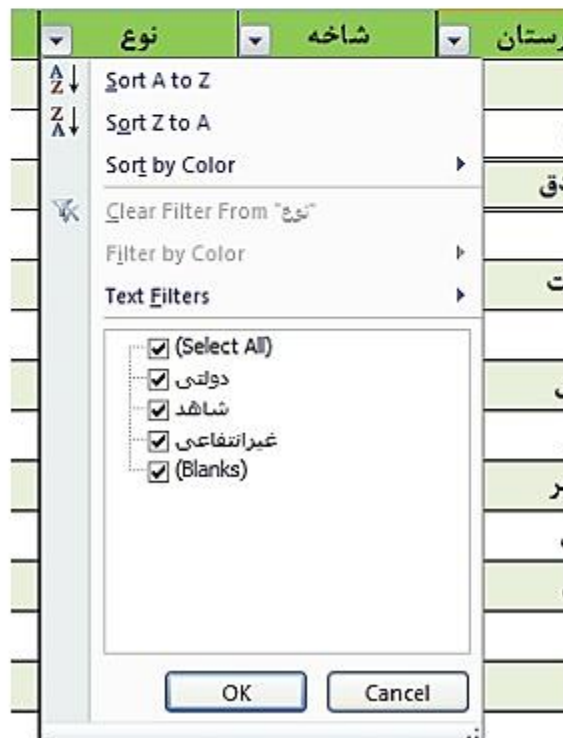 نوع شاخه
Sort A to Z
Sort Z to A
Sort by Color
Clear Filter From "نوع"
Filter by Color
Text Filters
(Select All)
دولتی
شاهد
غیرانتفاعی
(Blanks)
OK Cancel